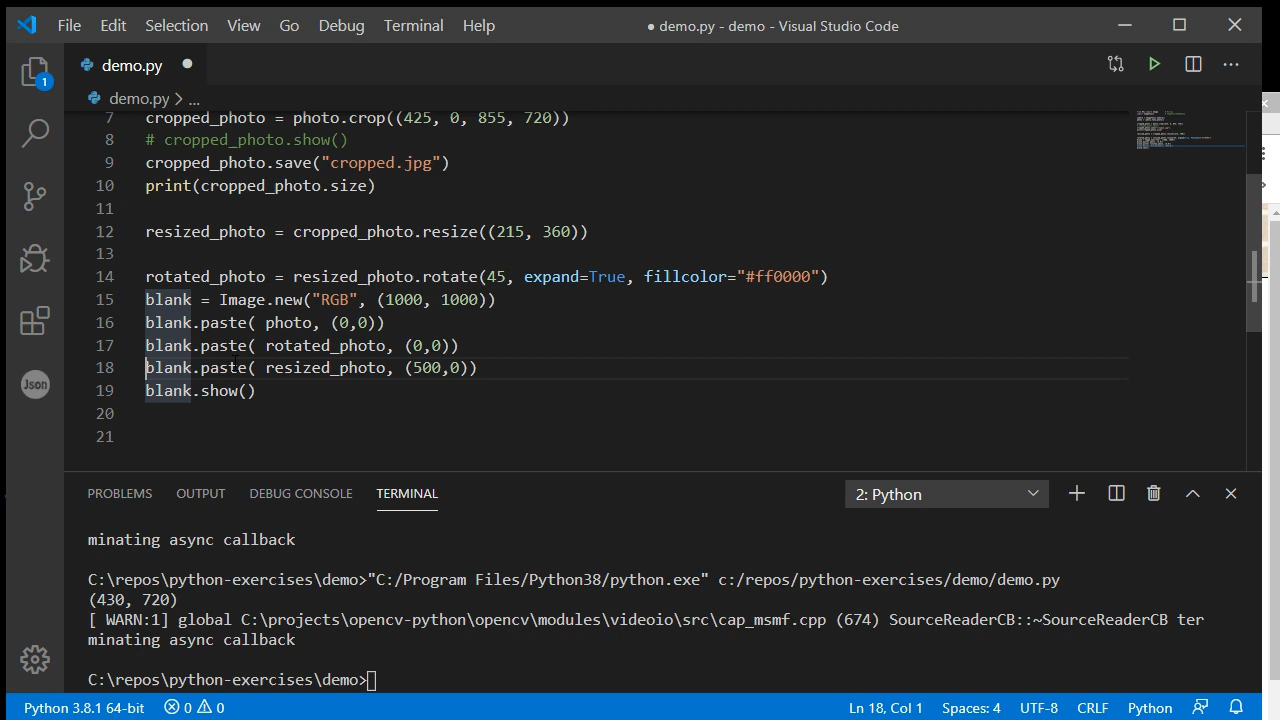 File Edit Selection View Go Debug Terminal Help ● demo.py - demo - Visual Studio Code
demo.py
demo.py > ...
1
7 cropped_photo = photo.crop((425, 0, 855, 720))
8 # cropped_photo.show()
9 cropped_photo.save("cropped.jpg")
10 print(cropped_photo.size)
11
12 resized_photo = cropped_photo.resize((215, 360))
13
14 rotated_photo = resized_photo.rotate(45, expand=True, fillcolor="#ff0000")
15 blank = Image.new("RGB", (1000, 1000))
16 blank.paste( photo, (0,0))
17 blank.paste( rotated_photo, (0,0))
18 blank.paste( resized_photo, (500,0))
19 blank.show()
20
21
Json
PROBLEMS OUTPUT DEBUG CONSOLE TERMINAL 2: Python
minating async callback
C:\repos\python-exercises\demo>"C:/Program Files/Python38/python.exe" c:/repos/python-exercises/demo/demo.py
(430, 720)
[ WARN:1] global C:\projects\opencv-python\opencv\modules\videoio\src\cap_msmf.cpp (674) SourceReaderCB::~SourceReaderCB ter
minating async callback
C:\repos\python-exercises\demo>
Python 3.8.1 64-bit 0 0 Ln 18, Col 1 Spaces: 4 UTF-8 CRLF Python